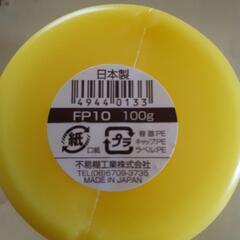 日本製
4944 0133
FP10 100g
紙 口紙
プラ
容器:PE
キャップ:PE
ラベル:PE
不易糊工業株式会社
TEL(06)6709-3735
MADE IN JAPAN